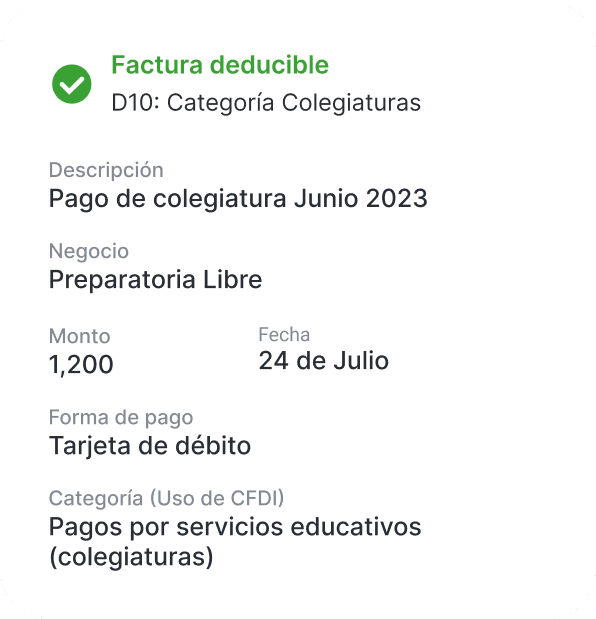 Factura deducible
D10: Categoría Colegiaturas
Descripción
Pago de colegiatura Junio 2023
Negocio
Preparatoria Libre
Monto
1,200
Fecha
24 de Julio
Forma de pago
Tarjeta de débito
Categoría (Uso de CFDI)
Pagos por servicios educativos
(colegiaturas)